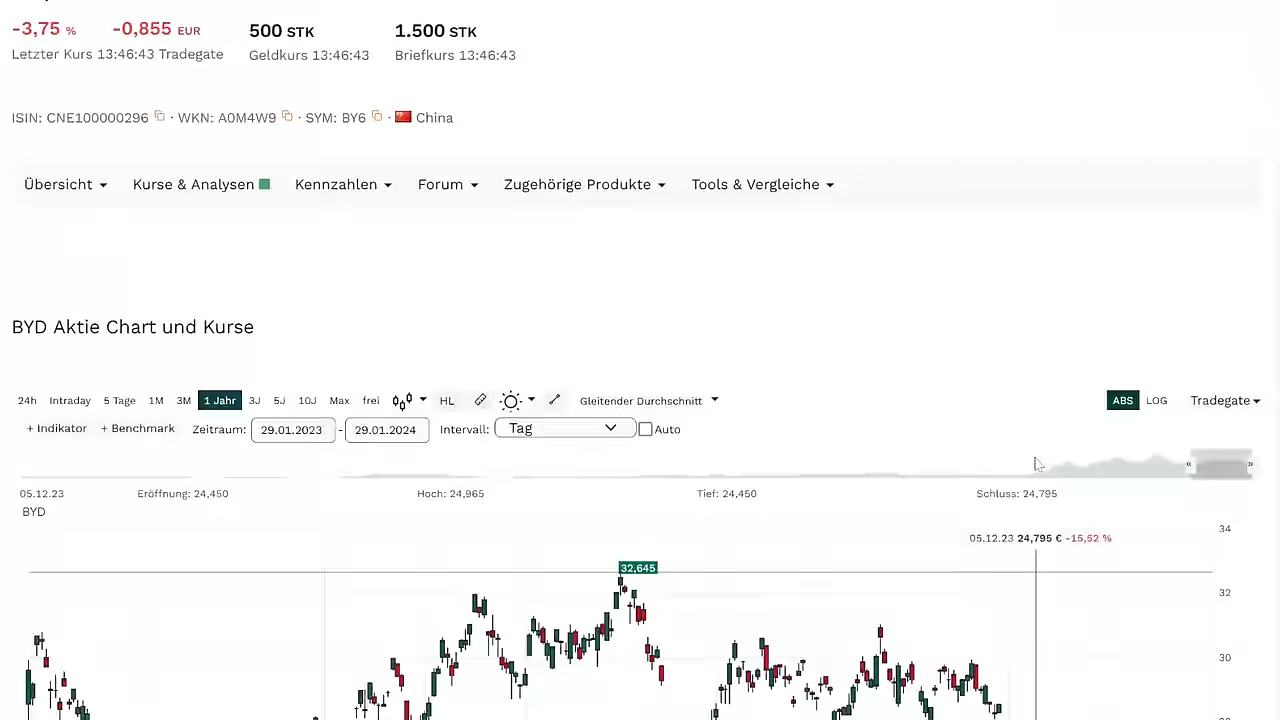 -3,75 % -0,855 EUR 500 STK 1.500 STK
Letzter Kurs 13:46:43 Tradegate Geldkurs 13:46:43 Briefkurs 13:46:43
ISIN: CNE100000296 · WKN: A0M4W9 · SYM: BY6 · China
Übersicht Kurse & Analysen Kennzahlen Forum Zugehörige Produkte Tools & Vergleiche
BYD Aktie Chart und Kurse
24h Intraday 5 Tage 1M 3M 1 Jahr 3J 5J 10J Max frei HL Gleitender Durchschnitt ABS LOG Tradegate
+ Indikator + Benchmark Zeitraum: 29.01.2023 - 29.01.2024 Intervall: Tag Auto
« »
05.12.23 Eröffnung: 24,450 Hoch: 24,965 Tief: 24,450 Schluss: 24,795
BYD
34
05.12.23 24,795 € -15,52 %
32,645
32
30